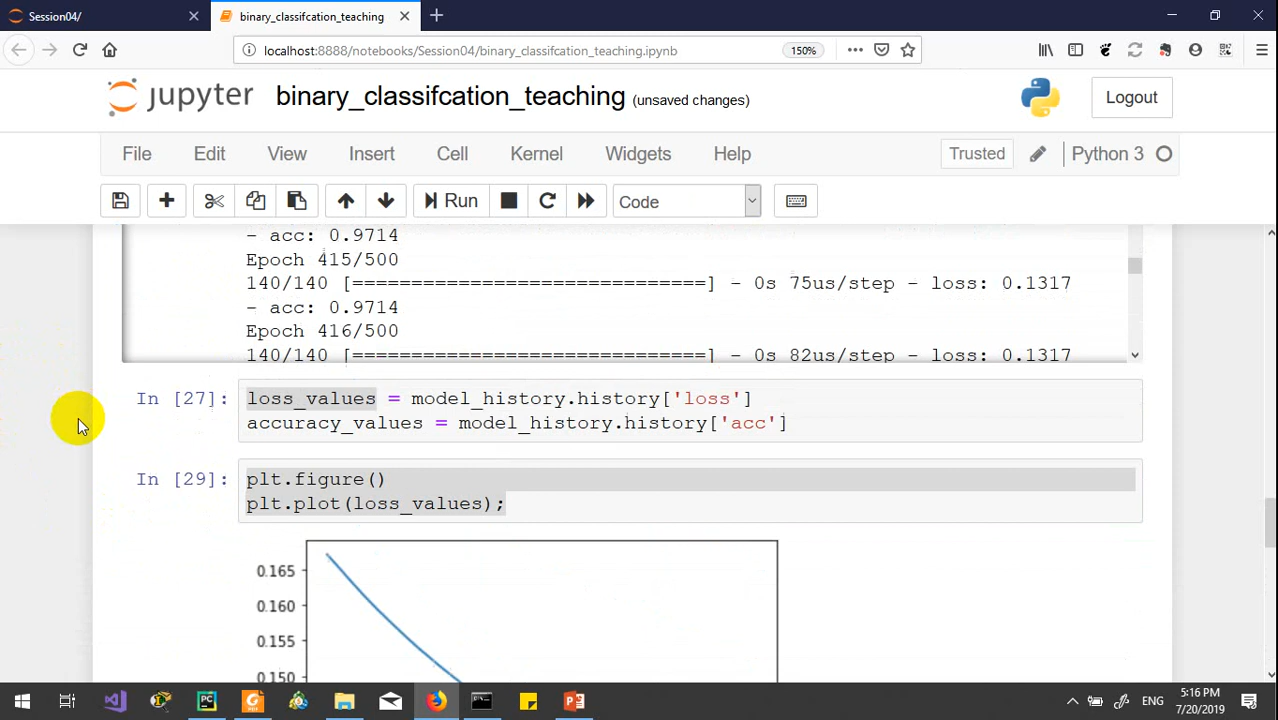 Session04/
binary_classifcation_teaching
localhost:8888/notebooks/Session04/binary_classifcation_teaching.ipynb
150%
jupyter binary_classifcation_teaching (unsaved changes)
Logout
File Edit View Insert Cell Kernel Widgets Help
Trusted
Python 3
Run
Code
- acc: 0.9714
Epoch 415/500
140/140 [==============================] - 0s 75us/step - loss: 0.1317
- acc: 0.9714
Epoch 416/500
140/140 [==============================] - 0s 82us/step - loss: 0.1317
In [27]: loss_values = model_history.history['loss']
accuracy_values = model_history.history['acc']
In [29]: plt.figure()
plt.plot(loss_values);
0.165
0.160
0.155
0.150
PC
ENG
5:16 PM
7/20/2019